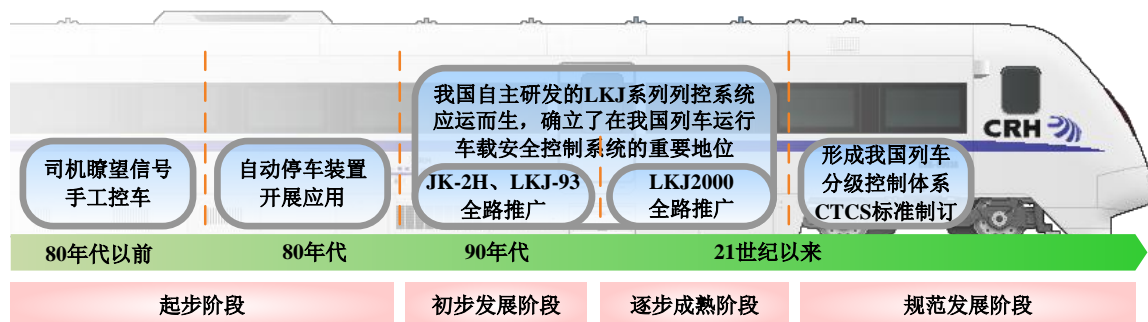 我国自主研发的LKJ系列列控系统
应运而生，确立了在我国列车运行
车载安全控制系统的重要地位
CRH
司机瞭望信号
手工控车
自动停车装置
开展应用
JK-2H、LKJ-93
全路推广
LKJ2000
全路推广
形成我国列车
分级控制体系
CTCS标准制订
80年代以前
80年代
90年代
21世纪以来
起步阶段
初步发展阶段
逐步成熟阶段
规范发展阶段